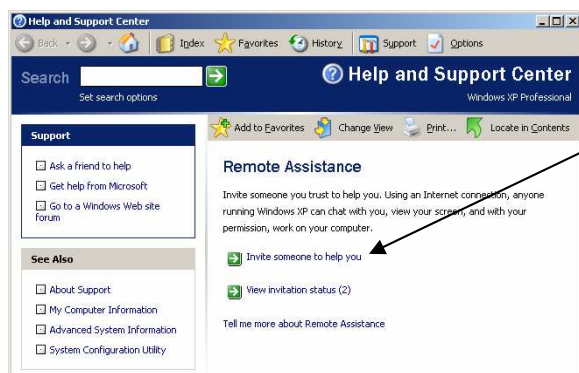 Help and Support Center
Back Index Favorites History Support Options
Search
Set search options
Help and Support Center
Windows XP Professional
Add to Favorites Change View Print... Locate in Contents
Support
Ask a friend to help
Get help from Microsoft
Go to a Windows Web site
forum
See Also
About Support
My Computer Information
Advanced System Information
System Configuration Utility
Remote Assistance
Invite someone you trust to help you. Using an Internet connection, anyone
running Windows XP can chat with you, view your screen, and with your
permission, work on your computer.
Invite someone to help you
View invitation status (2)
Tell me more about Remote Assistance